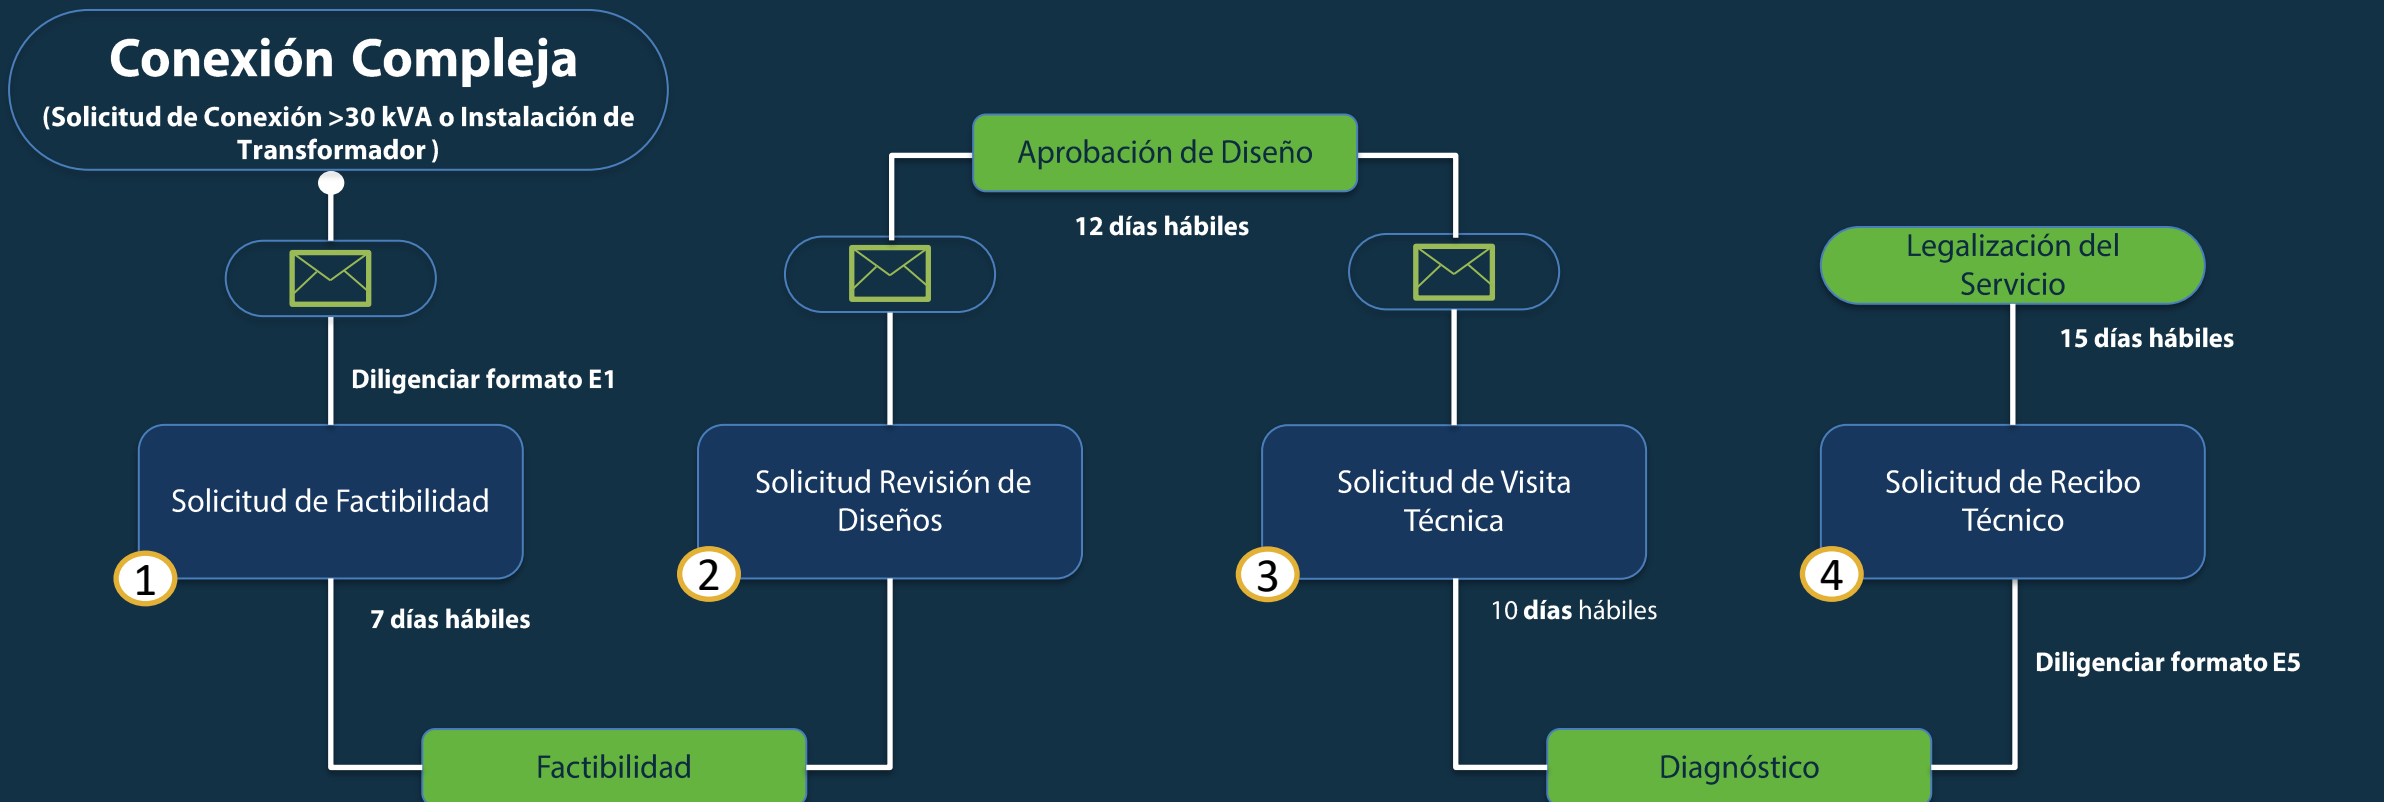 Conexión Compleja
(Solicitud de Conexión >30 kVA o Instalación de
Transformador )
Diligenciar formato E1
Solicitud de Factibilidad
1
7 días hábiles
Factibilidad
Solicitud Revisión de
Diseños
2
Aprobación de Diseño
12 días hábiles
Solicitud de Visita
Técnica
3
10 días hábiles
Diagnóstico
Diligenciar formato E5
Solicitud de Recibo
Técnico
4
15 días hábiles
Legalización del
Servicio